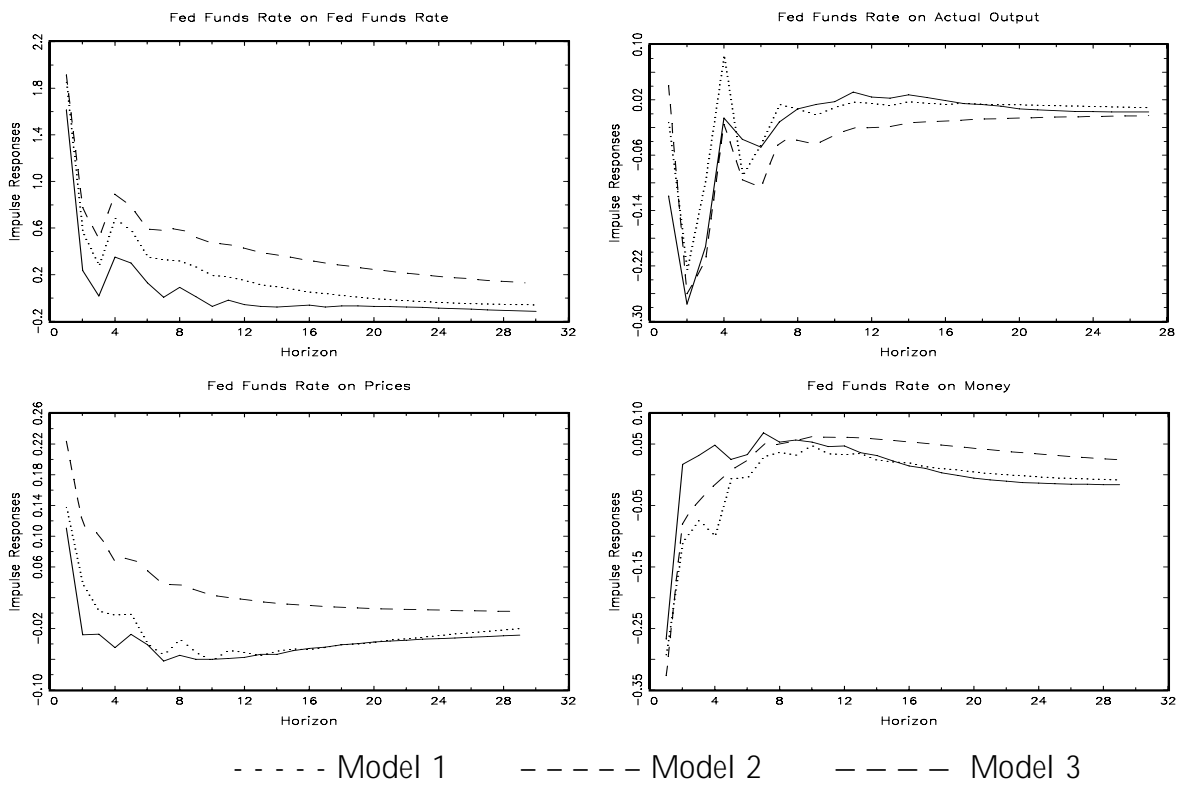 Fed Funds Rate on Fed Funds Rate
Impulse Responses
2.2
1.8
1.4
1.0
0.6
0.2
−0.2
0 4 8 12 16 20 24 28 32
Horizon
Fed Funds Rate on Actual Output
Impulse Responses
0.10
0.02
−0.06
−0.14
−0.22
−0.30
0 4 8 12 16 20 24 28
Horizon
Fed Funds Rate on Prices
Impulse Responses
0.26
0.22
0.18
0.14
0.10
0.06
−0.02
−0.10
0 4 8 12 16 20 24 28 32
Horizon
Fed Funds Rate on Money
Impulse Responses
0.10
0.05
−0.05
−0.15
−0.25
−0.35
0 4 8 12 16 20 24 28 32
Horizon
Model 1 Model 2 Model 3